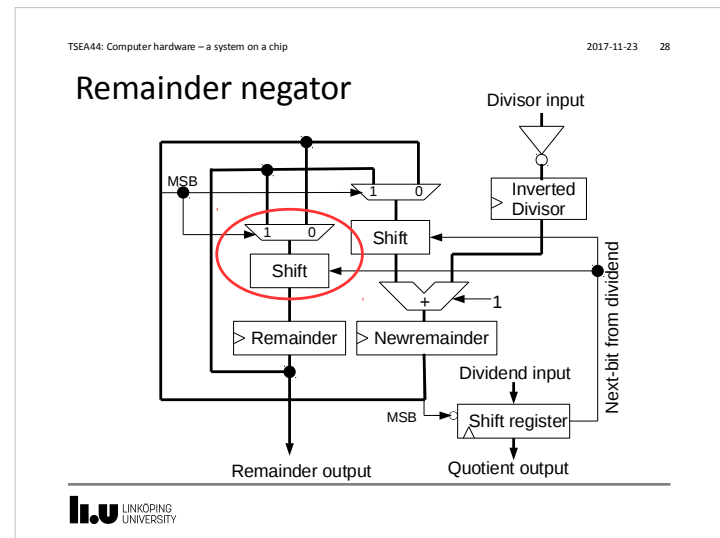 TSEA44: Computer hardware – a system on a chip 2017-11-23 28
Remainder negator
Divisor input
MSB
1 0
Inverted
Divisor
1 0
Shift
Shift
+
1
Next-bit from dividend
Remainder
Newremainder
Dividend input
MSB
Shift register
Remainder output
Quotient output
li.u LINKÖPING
UNIVERSITY